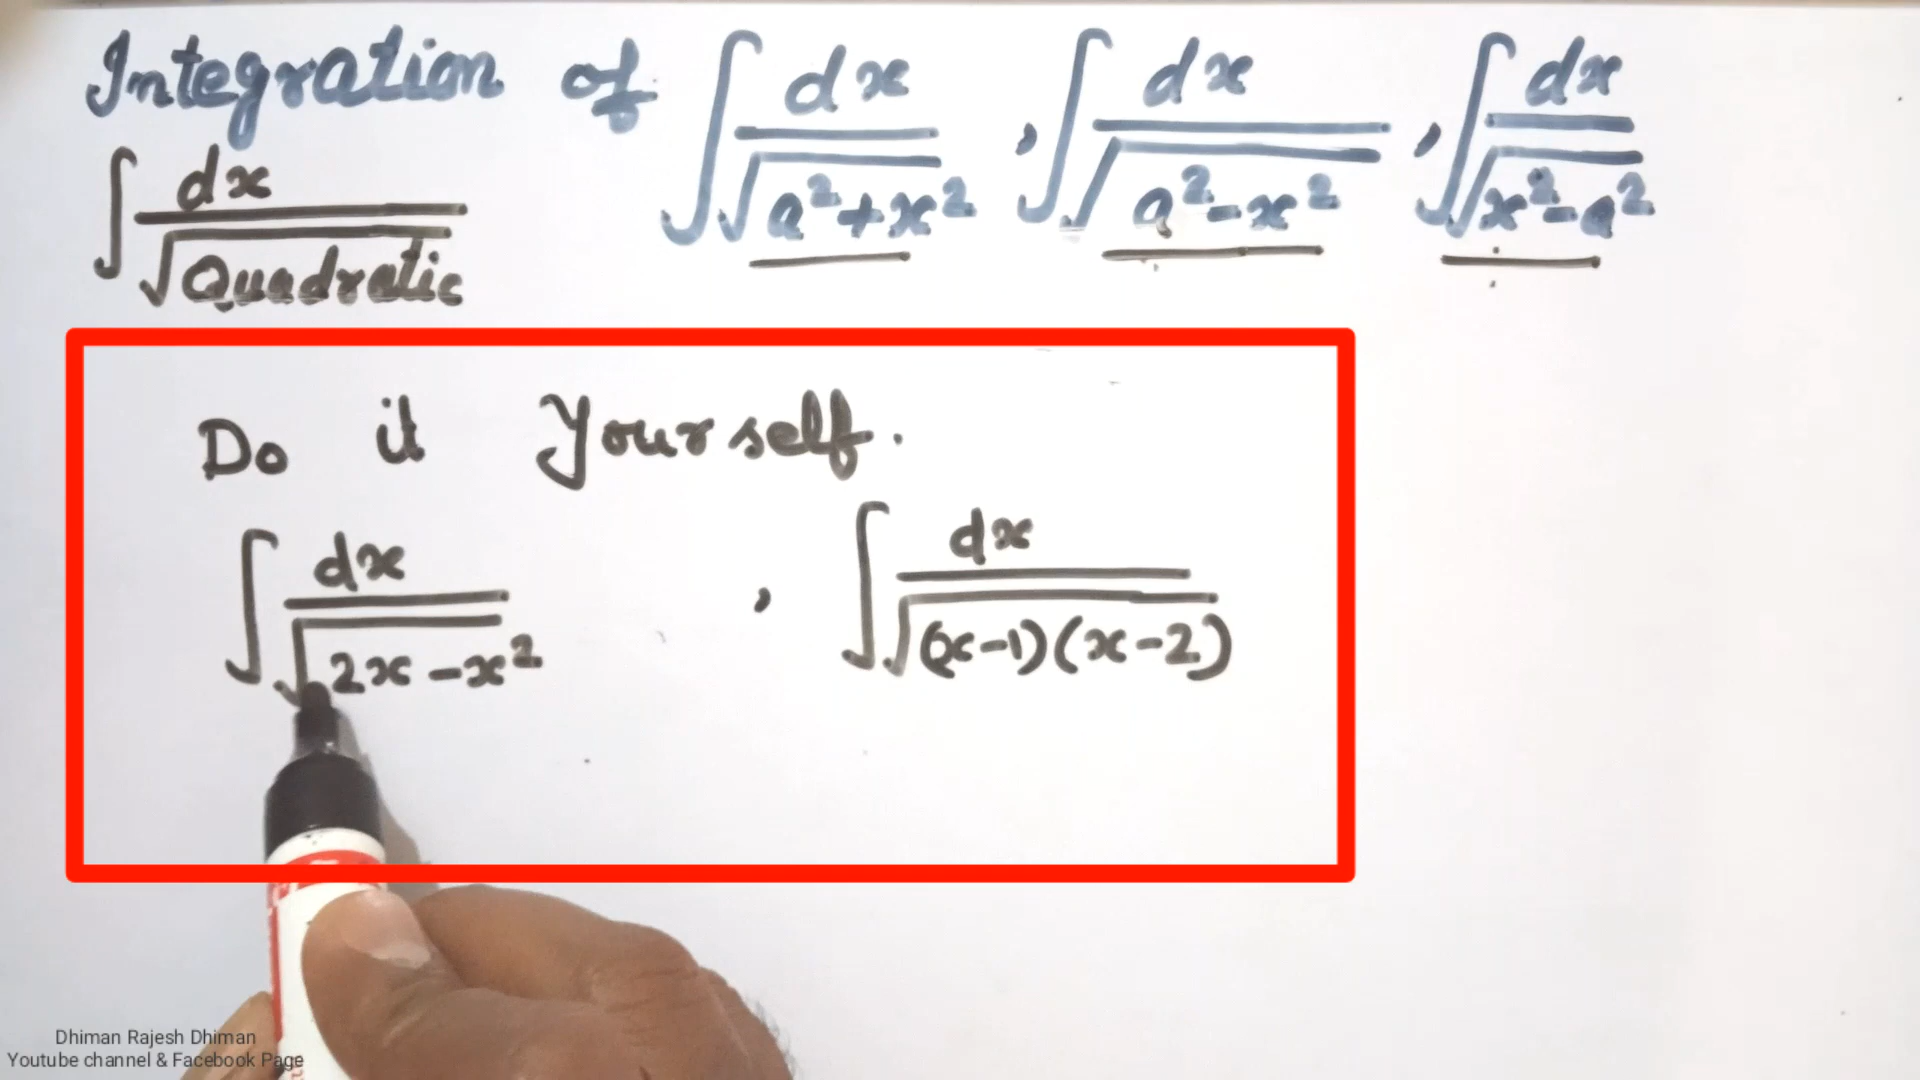 Integration of ∫dx/√(a²+x²) , ∫dx/√(a²-x²) , ∫dx/√(x²-a²)
∫dx/√Quadratic
Do it Yourself.
∫dx/√(2x-x²) , ∫dx/√((x-1)(x-2))
Dhiman Rajesh Dhiman
Youtube channel & Facebook Page